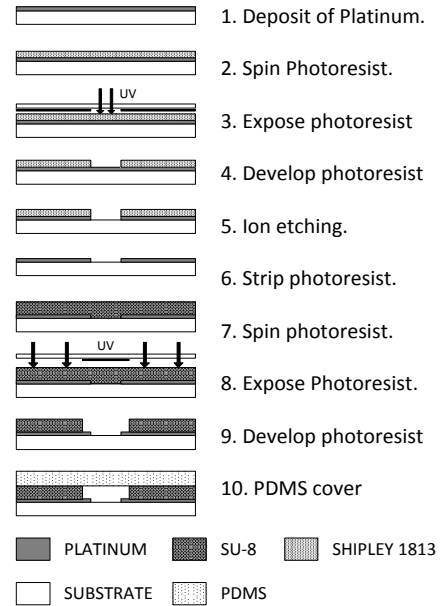 1. Deposit of Platinum.
2. Spin Photoresist.
UV
3. Expose photoresist
4. Develop photoresist
5. Ion etching.
6. Strip photoresist.
7. Spin photoresist.
UV
8. Expose Photoresist.
9. Develop photoresist
10. PDMS cover
PLATINUM SU-8 SHIPLEY 1813
SUBSTRATE PDMS